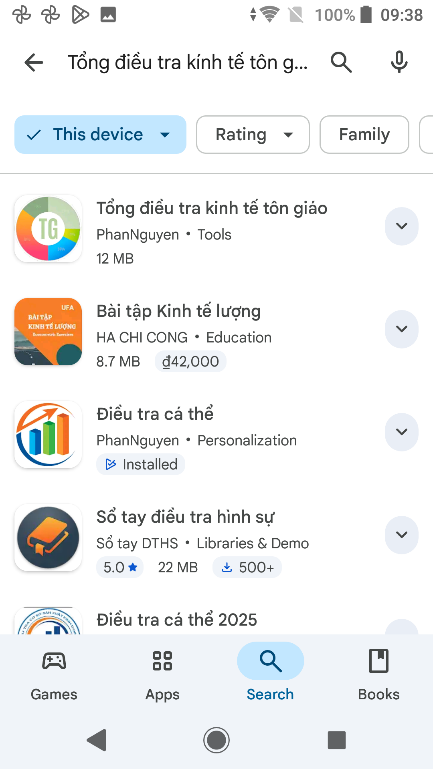 100% 09:38
Tổng điều tra kính tế tôn g...
This device Rating Family
Tổng điều tra kinh tế tôn giáo
TG
PhanNguyen • Tools
12 MB
UFA
BÀI TẬP
KINH TẾ LƯỢNG
Bài tập Kinh tế lượng
HA CHI CONG • Education
8.7 MB ₫42,000
Điều tra cá thể
PhanNguyen • Personalization
Installed
Sổ tay điều tra hình sự
Sổ tay DTHS • Libraries & Demo
5.0 ★ 22 MB 500+
Điều tra cá thể 2025
Games Apps Search Books